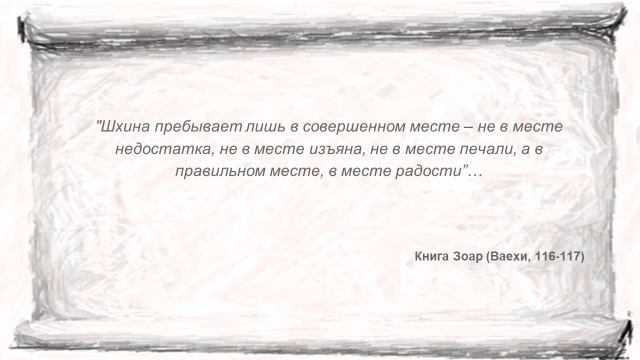 "Шхина пребывает лишь в совершенном месте – не в месте
недостатка, не в месте изъяна, не в месте печали, а в
правильном месте, в месте радости”…
Книга Зоар (Ваехи, 116-117)